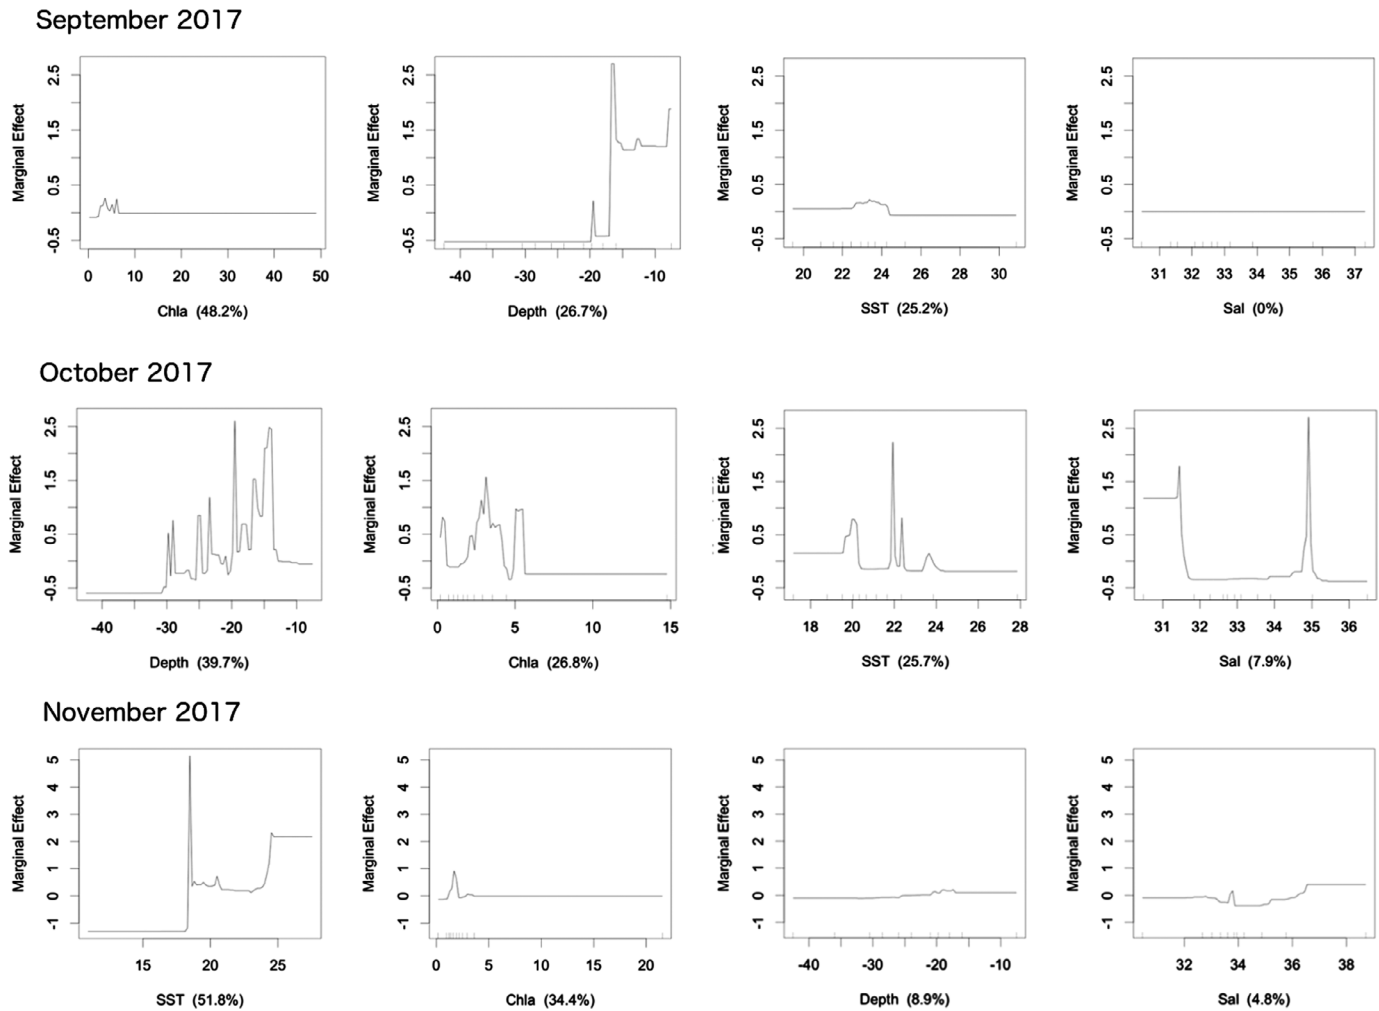 September 2017
Marginal Effect
-0.5 0.5 1.5 2.5
0 10 20 30 40 50
Chla (48.2%)
Marginal Effect
-0.5 0.5 1.5 2.5
-40 -30 -20 -10
Depth (26.7%)
Marginal Effect
-0.5 0.5 1.5 2.5
20 22 24 26 28 30
SST (25.2%)
Marginal Effect
-0.5 0.5 1.5 2.5
31 32 33 34 35 36 37
Sal (0%)
October 2017
Marginal Effect
-0.5 0.5 1.5 2.5
-40 -30 -20 -10
Depth (39.7%)
Marginal Effect
-0.5 0.5 1.5 2.5
0 5 10 15
Chla (26.8%)
Marginal Effect
-0.5 0.5 1.5 2.5
18 20 22 24 26 28
SST (25.7%)
Marginal Effect
-0.5 0.5 1.5 2.5
31 32 33 34 35 36
Sal (7.9%)
November 2017
Marginal Effect
-1 0 1 2 3 4 5
15 20 25
SST (51.8%)
Marginal Effect
-1 0 1 2 3 4 5
0 5 10 15 20
Chla (34.4%)
Marginal Effect
-1 0 1 2 3 4 5
-40 -30 -20 -10
Depth (8.9%)
Marginal Effect
-1 0 1 2 3 4 5
32 34 36 38
Sal (4.8%)